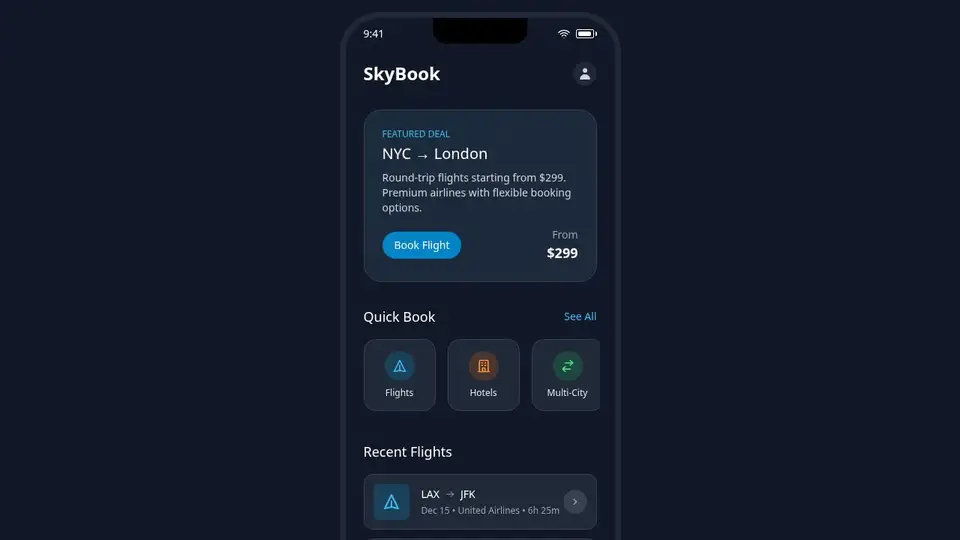 9:41
SkyBook
FEATURED DEAL
NYC → London
Round-trip flights starting from $299.
Premium airlines with flexible booking
options.
Book Flight
From
$299
Quick Book
See All
Flights
Hotels
Multi-City
Recent Flights
LAX → JFK
Dec 15 • United Airlines • 6h 25m